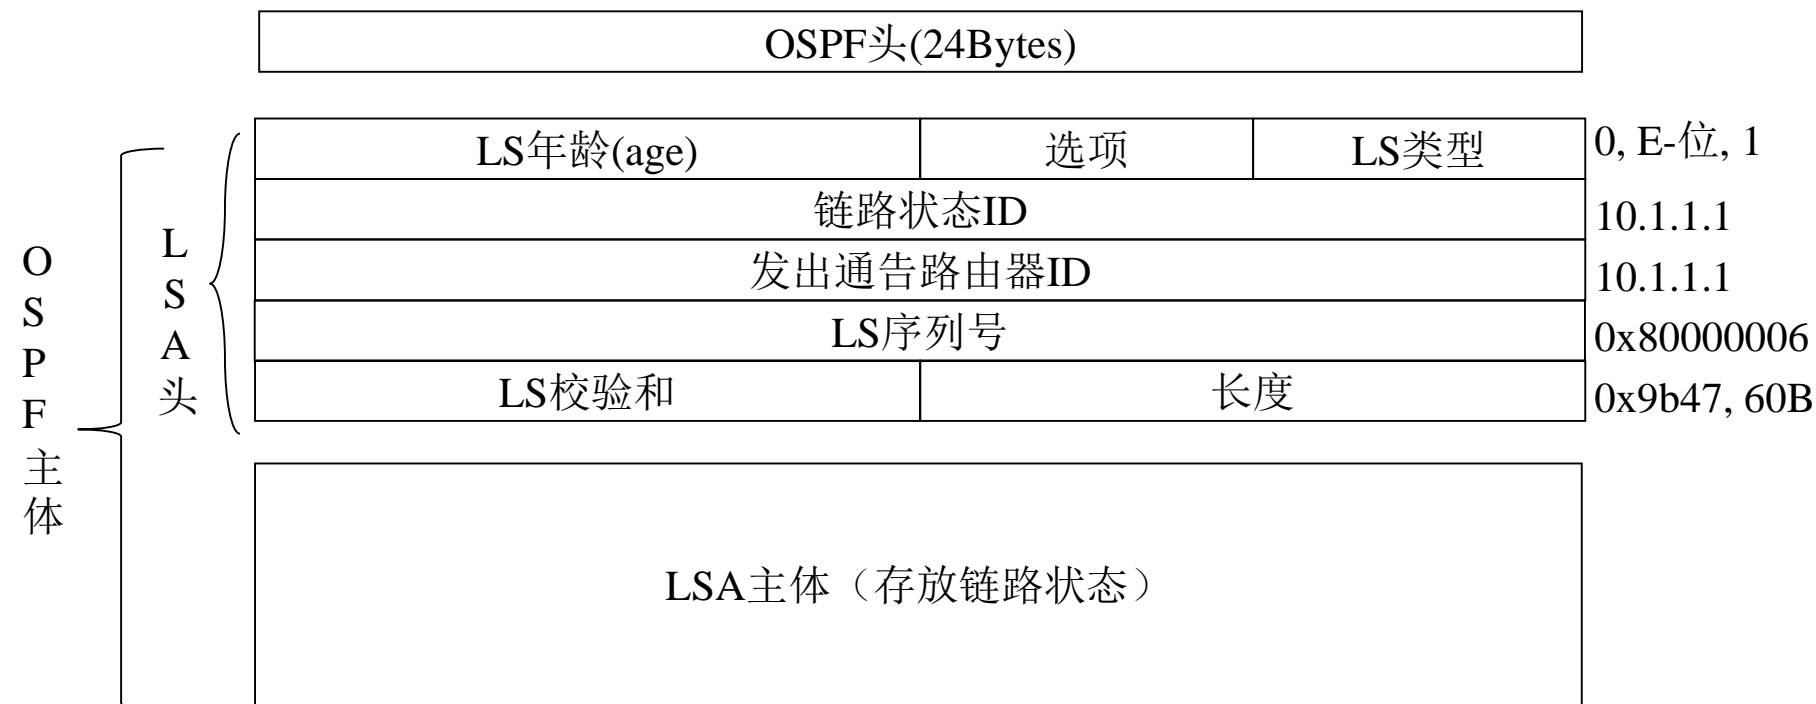 OSPF头(24Bytes)
LS年龄(age) 选项 LS类型 0, E-位, 1
链路状态ID 10.1.1.1
发出通告路由器ID 10.1.1.1
LS序列号 0x80000006
LS校验和 长度 0x9b47, 60B
LSA头
OSPF主体
LSA主体（存放链路状态）